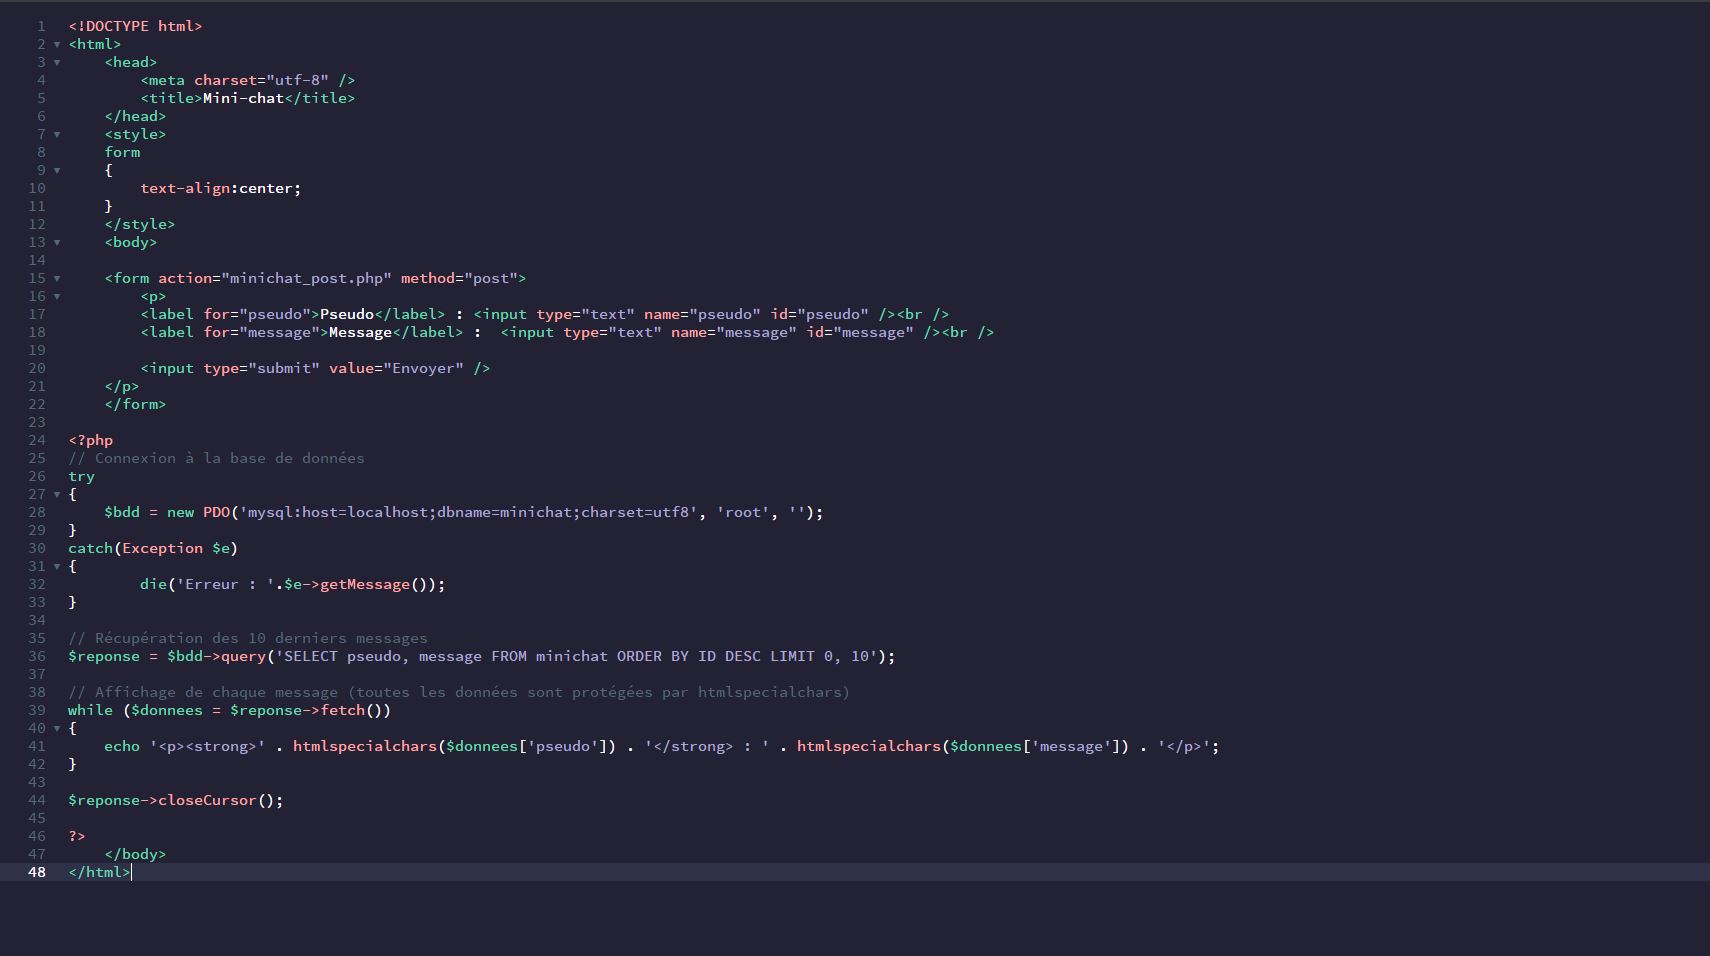 1 <!DOCTYPE html>
2 <html>
3 <head>
4 <meta charset="utf-8" />
5 <title>Mini-chat</title>
6 </head>
7 <style>
8 form
9 {
10 text-align:center;
11 }
12 </style>
13 <body>
14
15 <form action="minichat_post.php" method="post">
16 <p>
17 <label for="pseudo">Pseudo</label> : <input type="text" name="pseudo" id="pseudo" /><br />
18 <label for="message">Message</label> :  <input type="text" name="message" id="message" /><br />
19
20 <input type="submit" value="Envoyer" />
21 </p>
22 </form>
23
24 <?php
25 // Connexion à la base de données
26 try
27 {
28 $bdd = new PDO('mysql:host=localhost;dbname=minichat;charset=utf8', 'root', '');
29 }
30 catch(Exception $e)
31 {
32 die('Erreur : '.$e->getMessage());
33 }
34
35 // Récupération des 10 derniers messages
36 $reponse = $bdd->query('SELECT pseudo, message FROM minichat ORDER BY ID DESC LIMIT 0, 10');
37
38 // Affichage de chaque message (toutes les données sont protégées par htmlspecialchars)
39 while ($donnees = $reponse->fetch())
40 {
41 echo '<p><strong>' . htmlspecialchars($donnees['pseudo']) . '</strong> : ' . htmlspecialchars($donnees['message']) . '</p>';
42 }
43
44 $reponse->closeCursor();
45
46 ?>
47 </body>
48 </html>